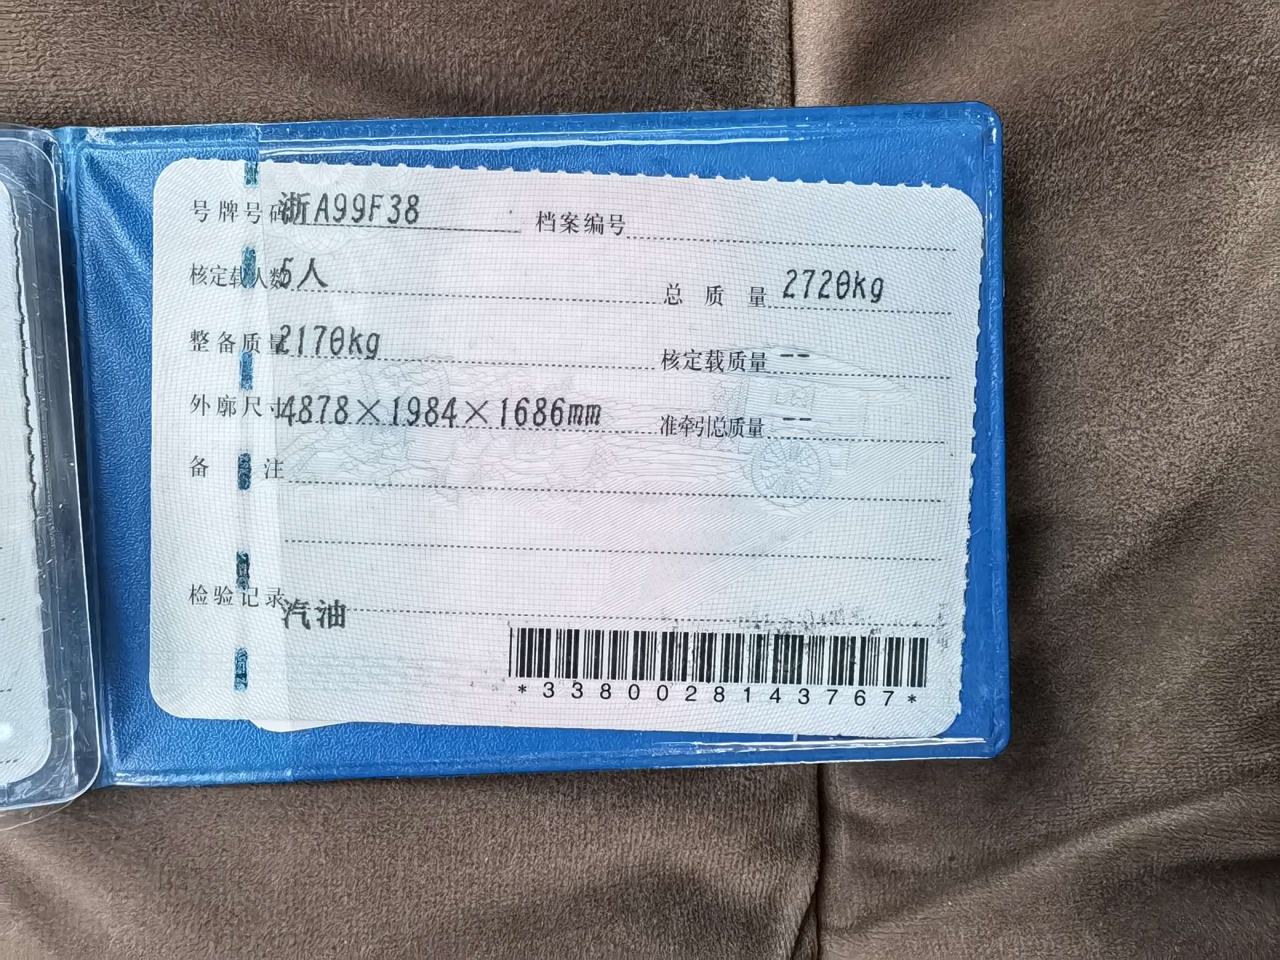 号牌号码 浙A99F38 档案编号
核定载人数 5人 总质量 2720kg
整备质量 2170kg 核定载质量 --
外廓尺寸 4878×1984×1686mm 准牵引总质量 --
备注
检验记录 汽油
*3380028143767*